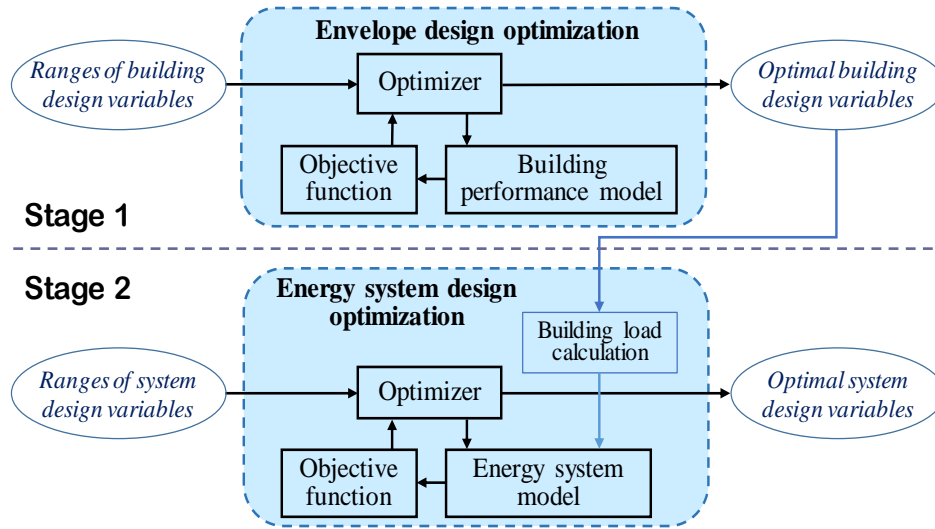 Envelope design optimization
Ranges of building
design variables
Optimizer
Optimal building
design variables
Objective
function
Building
performance model
Stage 1
Stage 2
Energy system design
optimization
Building load
calculation
Ranges of system
design variables
Optimizer
Optimal system
design variables
Objective
function
Energy system
model